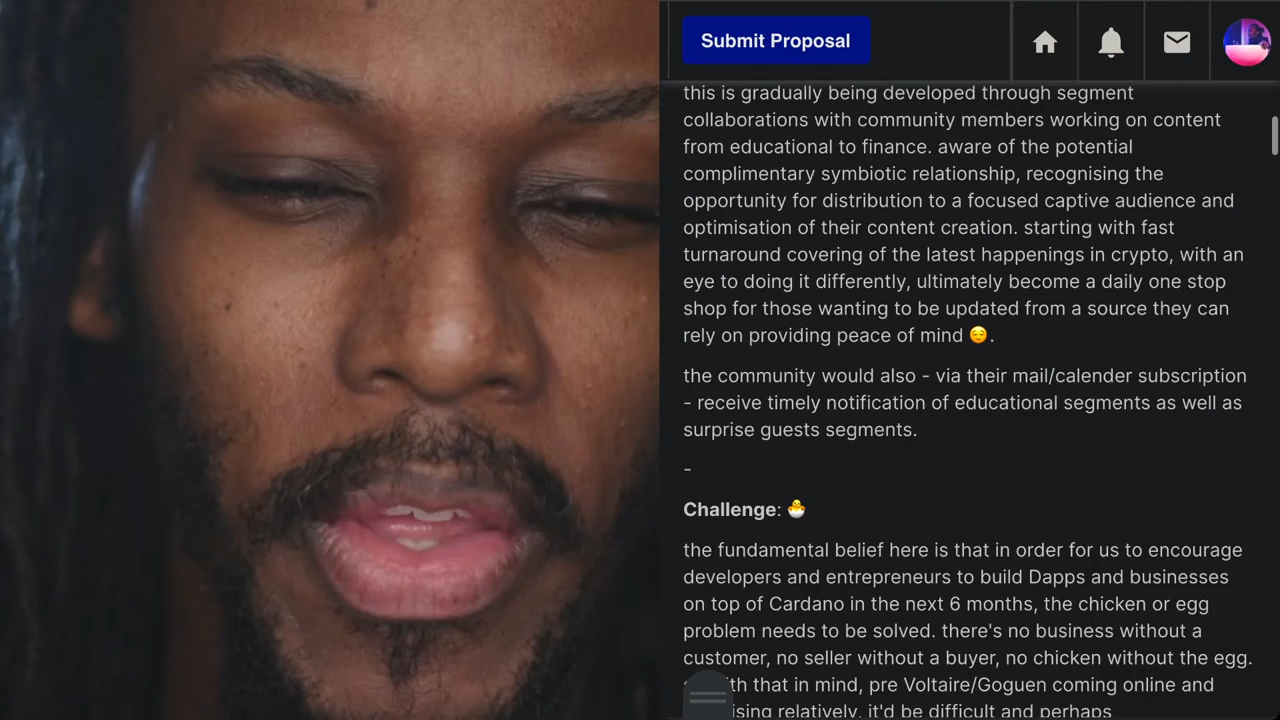 Submit Proposal
this is gradually being developed through segment
collaborations with community members working on content
from educational to finance. aware of the potential
complimentary symbiotic relationship, recognising the
opportunity for distribution to a focused captive audience and
optimisation of their content creation. starting with fast
turnaround covering of the latest happenings in crypto, with an
eye to doing it differently, ultimately become a daily one stop
shop for those wanting to be updated from a source they can
rely on providing peace of mind 😌.
the community would also - via their mail/calender subscription
- receive timely notification of educational segments as well as
surprise guests segments.
-
Challenge: 🐣
the fundamental belief here is that in order for us to encourage
developers and entrepreneurs to build Dapps and businesses
on top of Cardano in the next 6 months, the chicken or egg
problem needs to be solved. there's no business without a
customer, no seller without a buyer, no chicken without the egg.
that in mind, pre Voltaire/Goguen coming online and
relatively, it'd be difficult and perhaps